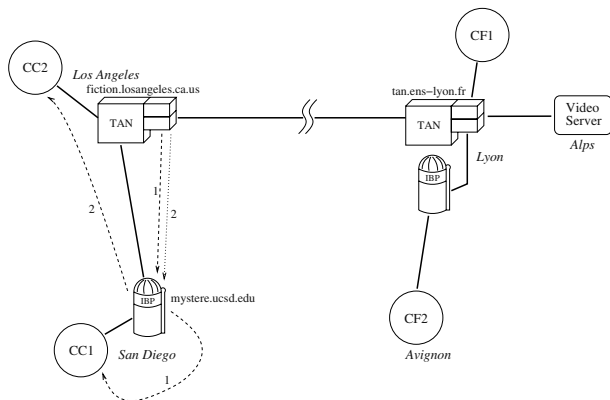 CF1
CC2
Los Angeles
fiction.losangeles.ca.us
tan.ens-lyon.fr
TAN
TAN
Video
Server
Alps
Lyon
IBP
1
2
2
IBP
mystere.ucsd.edu
CF2
CC1
San Diego
Avignon
1